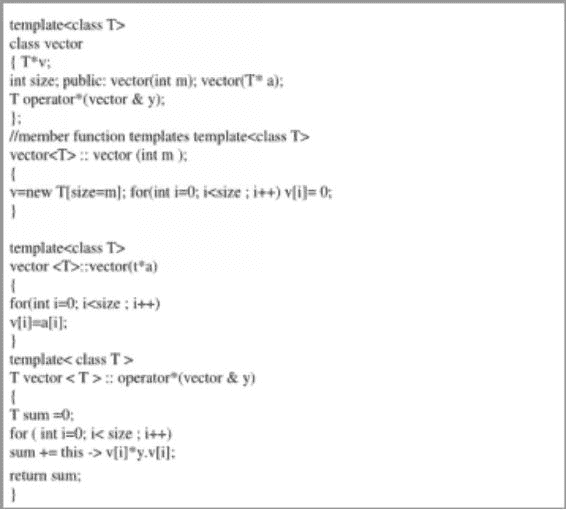 template<class T>
class vector
{ T*v;
int size; public: vector(int m); vector(T* a);
T operator*(vector & y);
};
//member function templates template<class T>
vector<T> :: vector (int m );
{
v=new T[size=m]; for(int i=0; i<size ; i++) v[i]= 0;
}
template<class T>
vector <T>::vector(t*a)
{
for(int i=0; i<size ; i++)
v[i]=a[i];
}
template< class T >
T vector < T > :: operator*(vector & y)
{
T sum =0;
for ( int i=0; i< size ; i++)
sum += this -> v[i]*y.v[i];
return sum;
}